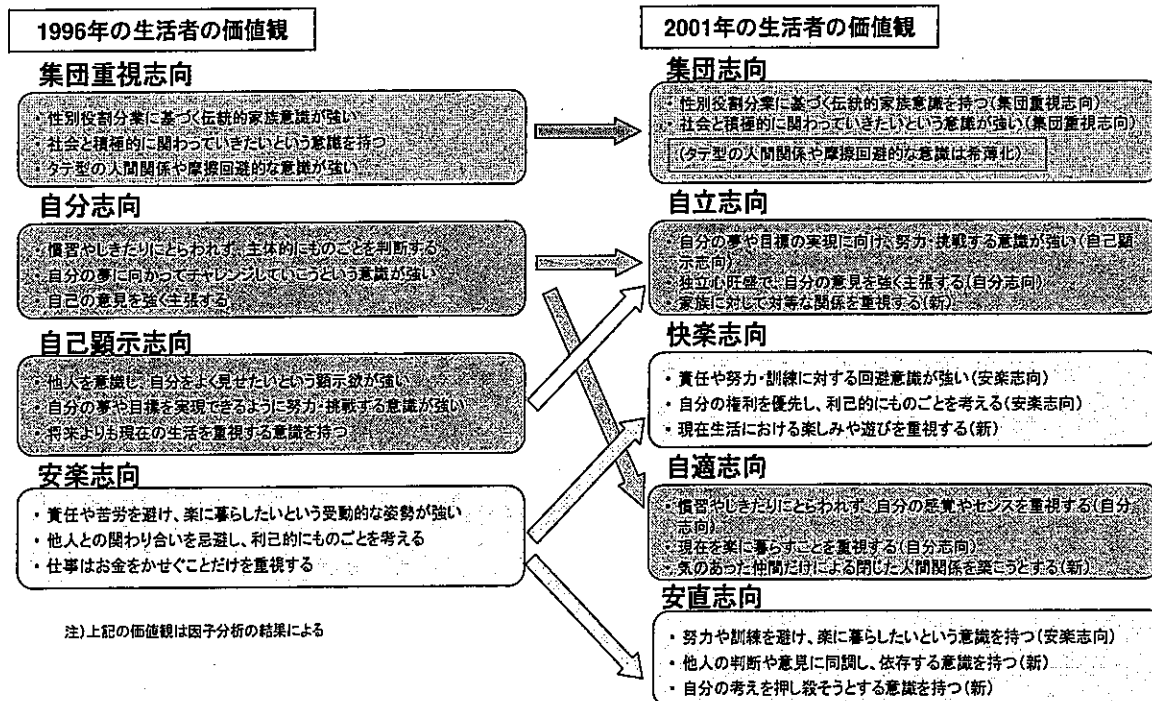 1996年の生活者の価値観
集団重視志向
・性別役割分業に基づく伝統的家族意識が強い
・社会と積極的に関わっていきたいという意識を持つ
・タテ型の人間関係や摩擦回避的な意識が強い
自分志向
・慣習やしきたりにとらわれず、主体的にものごとを判断する
・自分の夢に向かってチャレンジしていこうという意識が強い
・自己の意見を強く主張する
自己顕示志向
・他人を意識し、自分をよく見せたいという顕示欲が強い
・自分の夢や目標を実現できるように努力・挑戦する意識が強い
・将来よりも現在の生活を重視する意識を持つ
安楽志向
・責任や苦労を避け、楽に暮らしたいという受動的な姿勢が強い
・他人との関わり合いを忌避し、利己的にものごとを考える
・仕事はお金をかせぐことだけを重視する
注)上記の価値観は因子分析の結果による
2001年の生活者の価値観
集団志向
・性別役割分業に基づく伝統的家族意識を持つ(集団重視志向)
・社会と積極的に関わっていきたいという意識が強い(集団重視志向)
(タテ型の人間関係や摩擦回避的な意識は希薄化)
自立志向
・自分の夢や目標の実現に向け、努力・挑戦する意識が強い(自己顕
示志向)
・独立心旺盛で、自分の意見を強く主張する(自分志向)
・家族に対して対等な関係を重視する(新)
快楽志向
・責任や努力・訓練に対する回避意識が強い(安楽志向)
・自分の権利を優先し、利己的にものごとを考える(安楽志向)
・現在生活における楽しみや遊びを重視する(新)
自適志向
・慣習やしきたりにとらわれず、自分の感覚やセンスを重視する(自分
志向)
・現在を楽に暮らすことを重視する(自分志向)
・気のあった仲間だけによる閉じた人間関係を築こうとする(新)
安直志向
・努力や訓練を避け、楽に暮らしたいという意識を持つ(安楽志向)
・他人の判断や意見に同調し、依存する意識を持つ(新)
・自分の考えを押し殺そうとする意識を持つ(新)